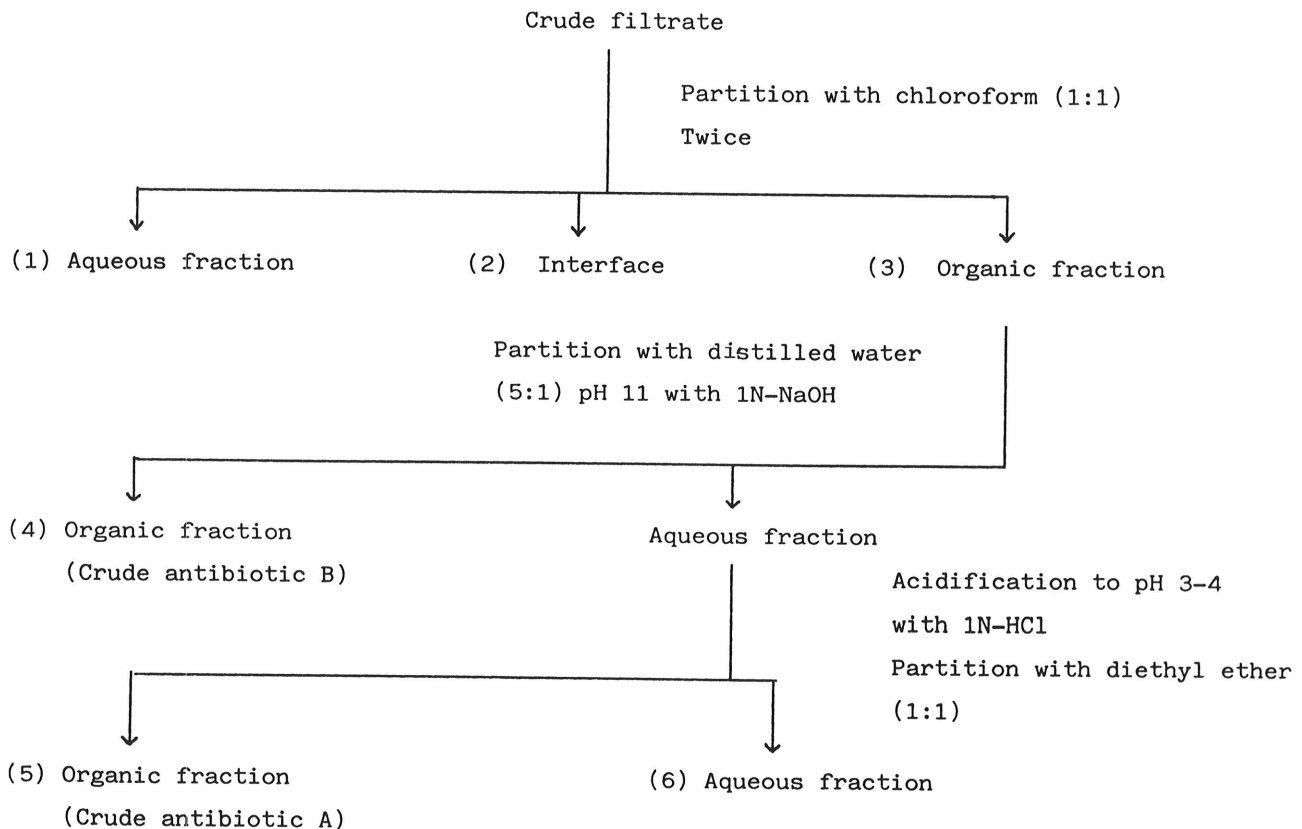 Crude filtrate
Partition with chloroform (1:1)
Twice
(1) Aqueous fraction
(2) Interface
(3) Organic fraction
Partition with distilled water
(5:1) pH 11 with 1N-NaOH
(4) Organic fraction
(Crude antibiotic B)
Aqueous fraction
Acidification to pH 3-4
with 1N-HCl
Partition with diethyl ether
(1:1)
(5) Organic fraction
(Crude antibiotic A)
(6) Aqueous fraction